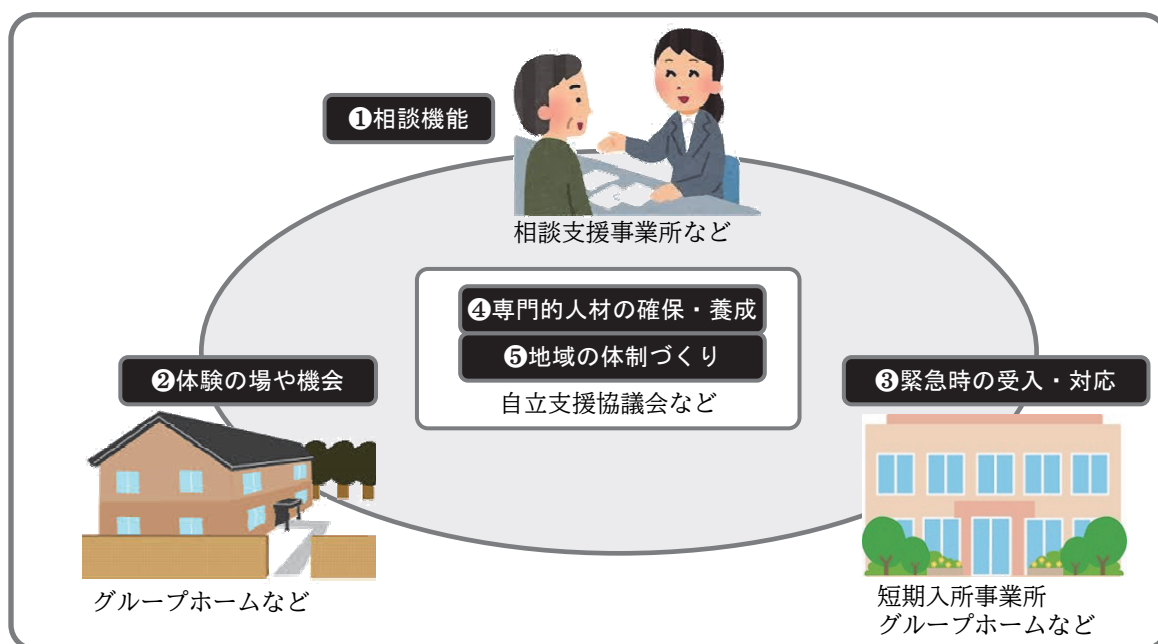 ❶相談機能
相談支援事業所など
❹専門的人材の確保・養成
❺地域の体制づくり
自立支援協議会など
❷体験の場や機会
グループホームなど
❸緊急時の受入・対応
短期入所事業所
グループホームなど